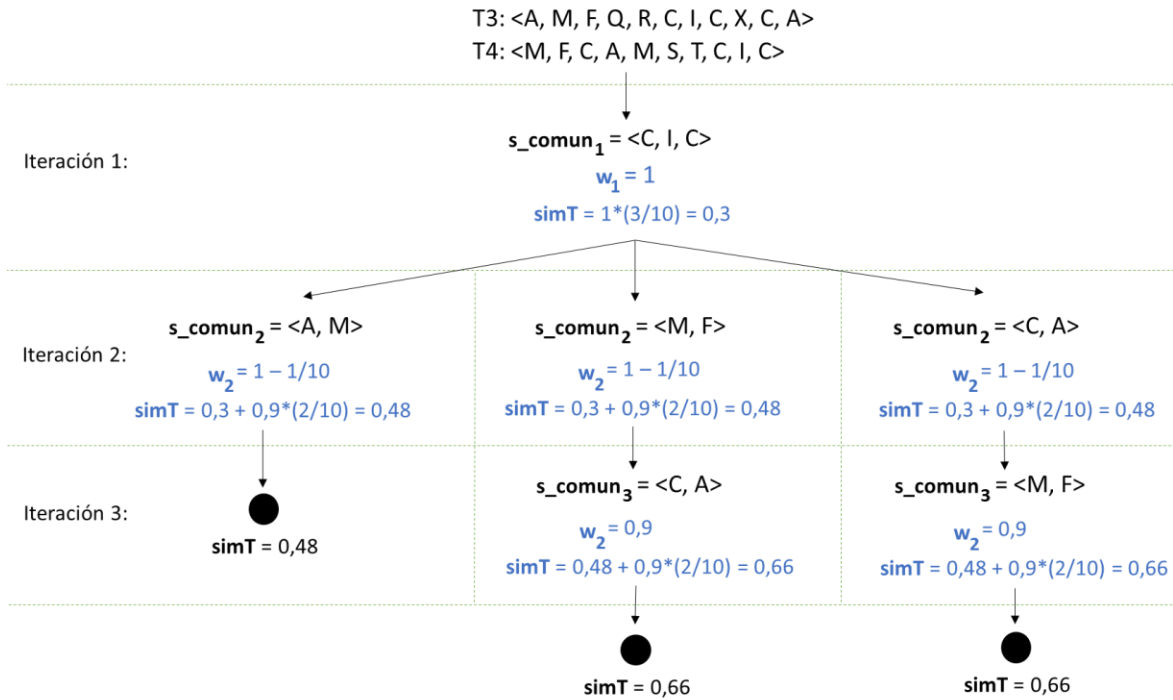 T3: <A, M, F, Q, R, C, I, C, X, C, A>
T4: <M, F, C, A, M, S, T, C, I, C>
Iteración 1:
s_comun1 = <C, I, C>
w1 = 1
simT = 1*(3/10) = 0,3
Iteración 2:
s_comun2 = <A, M>
w2 = 1 – 1/10
simT = 0,3 + 0,9*(2/10) = 0,48
s_comun2 = <M, F>
w2 = 1 – 1/10
simT = 0,3 + 0,9*(2/10) = 0,48
s_comun2 = <C, A>
w2 = 1 – 1/10
simT = 0,3 + 0,9*(2/10) = 0,48
Iteración 3:
simT = 0,48
s_comun3 = <C, A>
w2 = 0,9
simT = 0,48 + 0,9*(2/10) = 0,66
s_comun3 = <M, F>
w2 = 0,9
simT = 0,48 + 0,9*(2/10) = 0,66
simT = 0,66
simT = 0,66